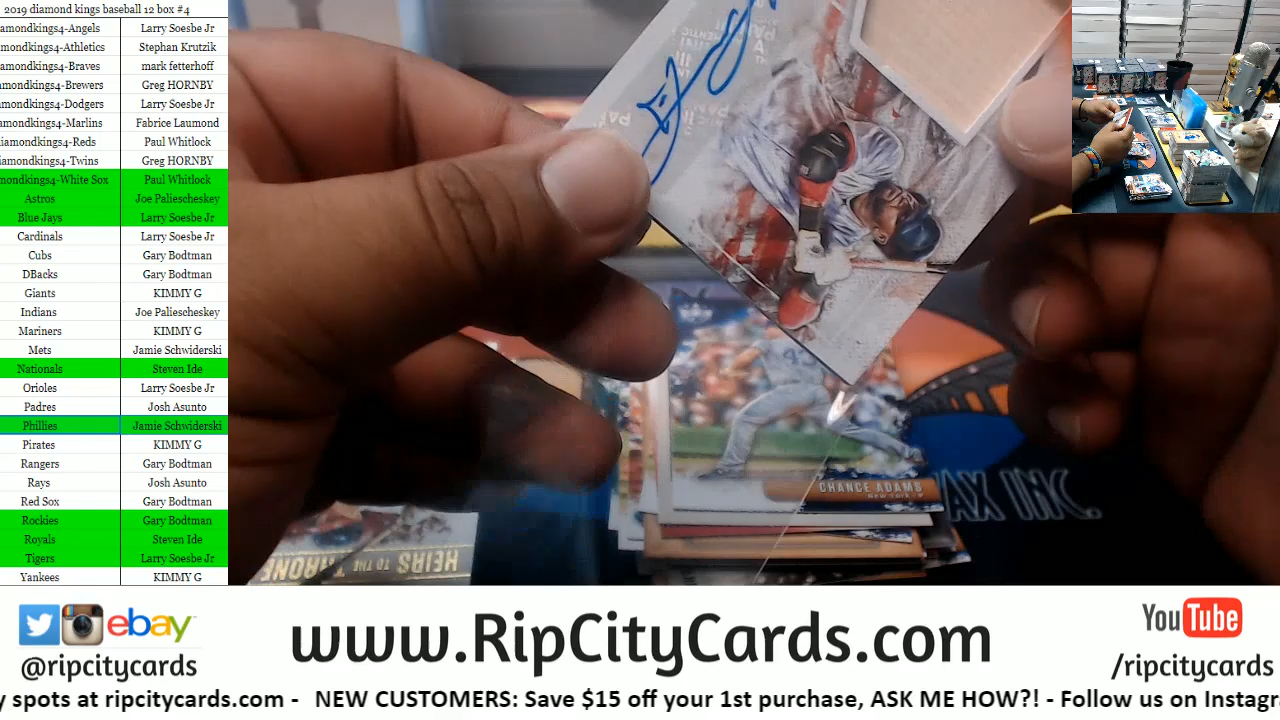 2019 diamond kings baseball 12 box #4
amondkings4-Angels Larry Soesbe Jr
mondkings4-Athletics Stephan Krutzik
amondkings4-Braves mark fetterhoff
mondkings4-Brewers Greg HORNBY
amondkings4-Dodgers Larry Soesbe Jr
amondkings4-Marlins Fabrice Laumond
iamondkings4-Reds Paul Whitlock
iamondkings4-Twins Greg HORNBY
mondkings4-White Sox Paul Whitlock
Astros Joe Paliescheskey
Blue Jays Larry Soesbe Jr
Cardinals Larry Soesbe Jr
Cubs Gary Bodtman
DBacks Gary Bodtman
Giants KIMMY G
Indians Joe Paliescheskey
Mariners KIMMY G
Mets Jamie Schwiderski
Nationals Steven Ide
Orioles Larry Soesbe Jr
Padres Josh Asunto
Phillies Jamie Schwiderski
Pirates KIMMY G
Rangers Gary Bodtman
Rays Josh Asunto
Red Sox Gary Bodtman
Rockies Gary Bodtman
Royals Steven Ide
Tigers Larry Soesbe Jr
Yankees KIMMY G
CHANCE ADAMS
NEW YORK - P
AX INC.
HEIRS TO THE THRONE
ebay
@ripcitycards
www.RipCityCards.com
YouTube
/ripcitycards
y spots at ripcitycards.com - NEW CUSTOMERS: Save $15 off your 1st purchase, ASK ME HOW?! - Follow us on Instagr